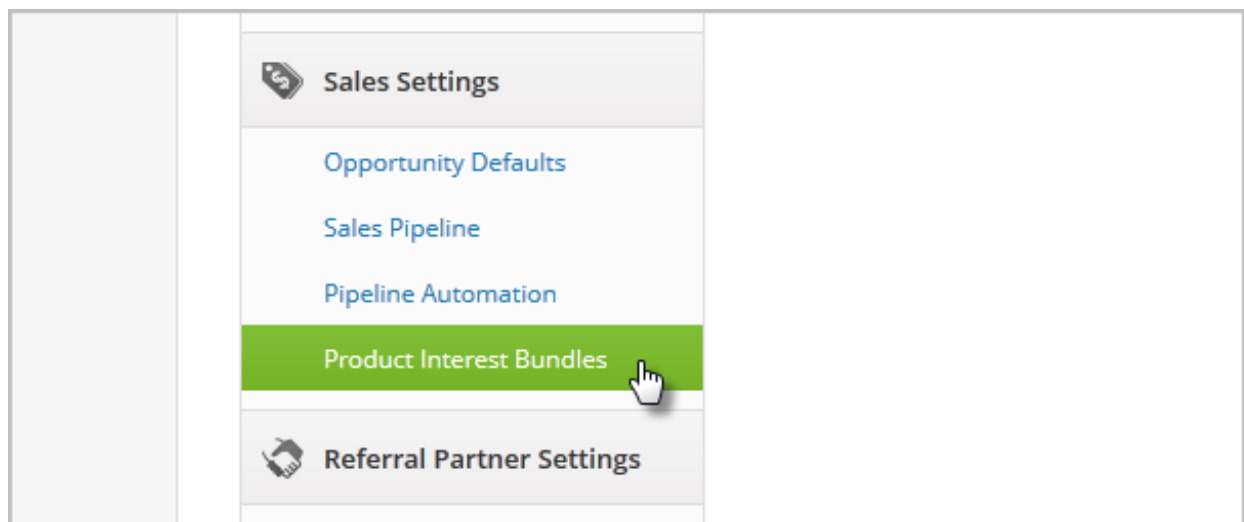 Sales Settings
Opportunity Defaults
Sales Pipeline
Pipeline Automation
Product Interest Bundles
Referral Partner Settings